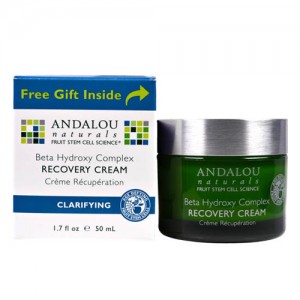 Free Gift Inside
ANDALOU
naturals
FRUIT STEM CELL SCIENCE®
Beta Hydroxy Complex
RECOVERY CREAM
Crème Récupération
CLARIFYING
1.7 fl oz ℮ 50 mL
ANDALOU
naturals
FRUIT STEM CELL SCIENCE®
Beta Hydroxy Complex
RECOVERY CREAM
Crème Récupération